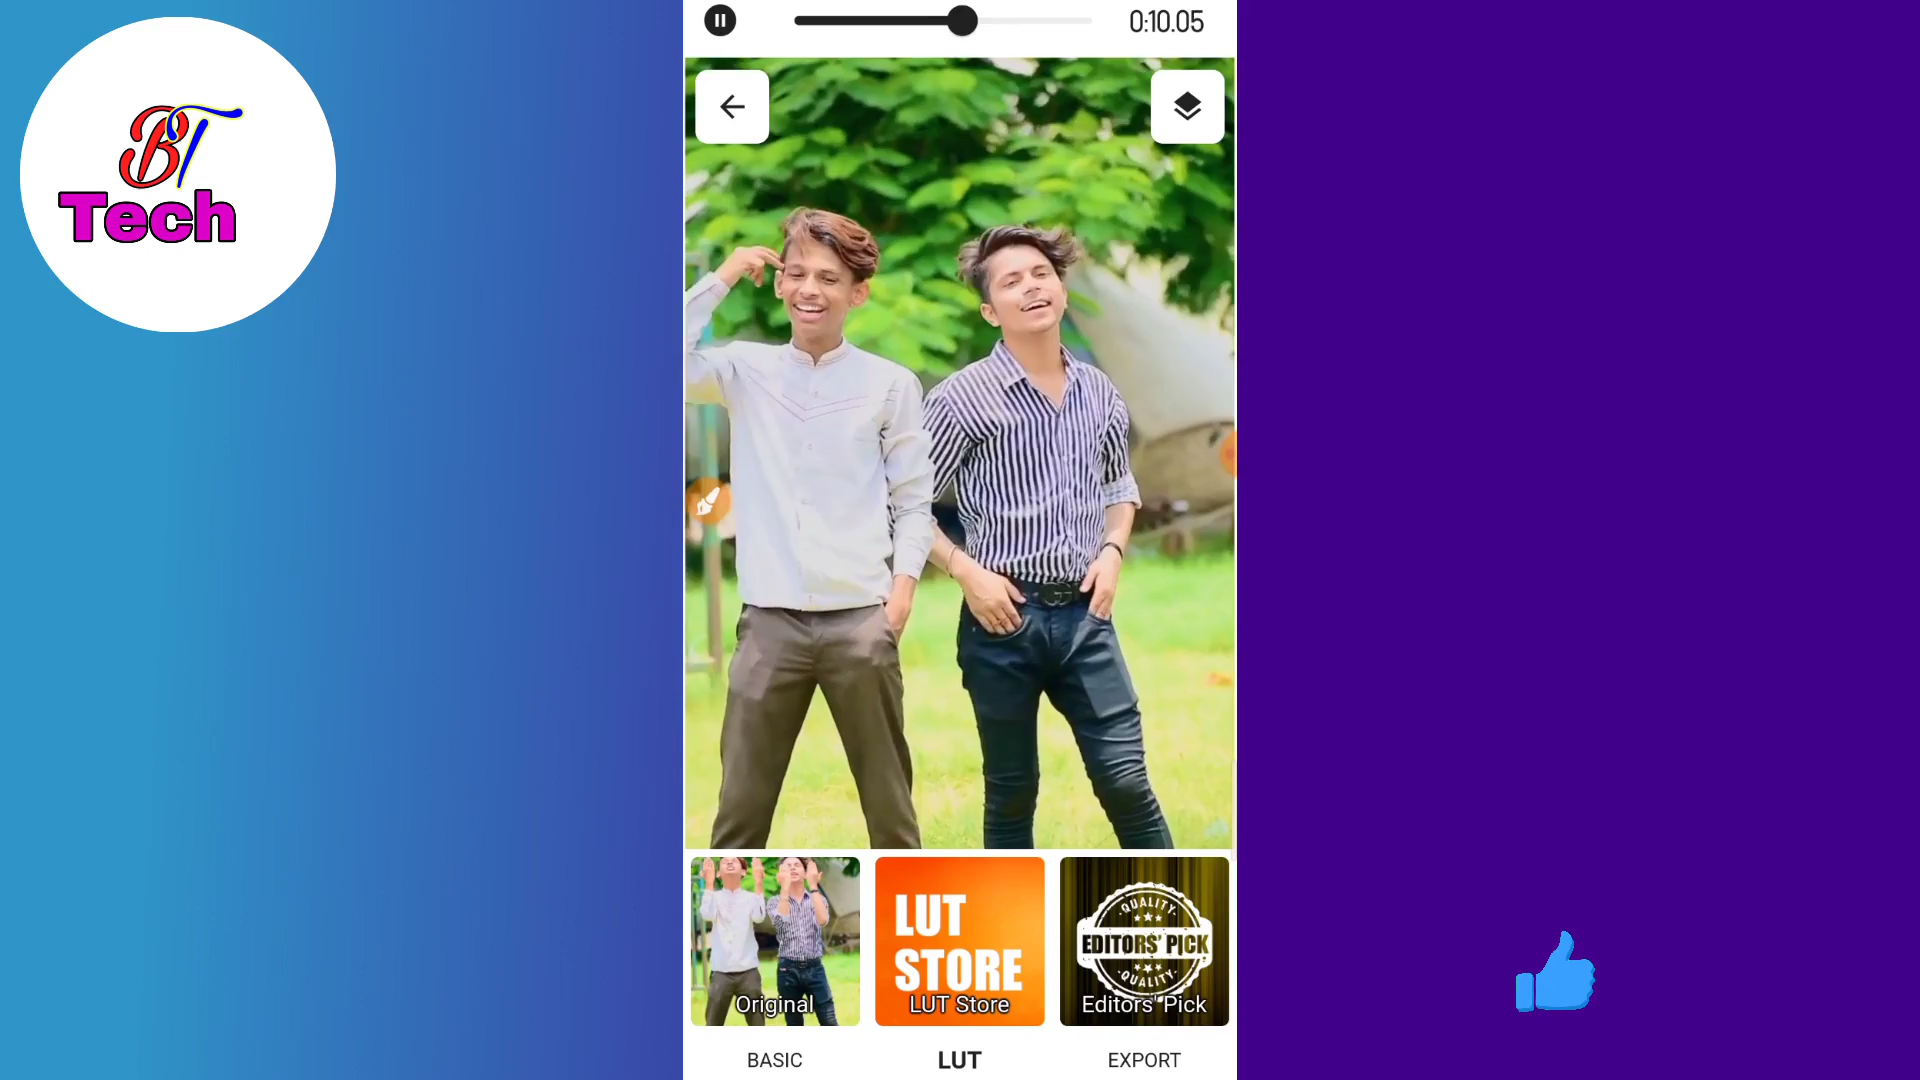 BT
Tech
0:10.05
LUT
STORE
LUT Store
QUALITY
EDITORS' PICK
QUALITY
Editors' Pick
Original
BASIC
LUT
EXPORT